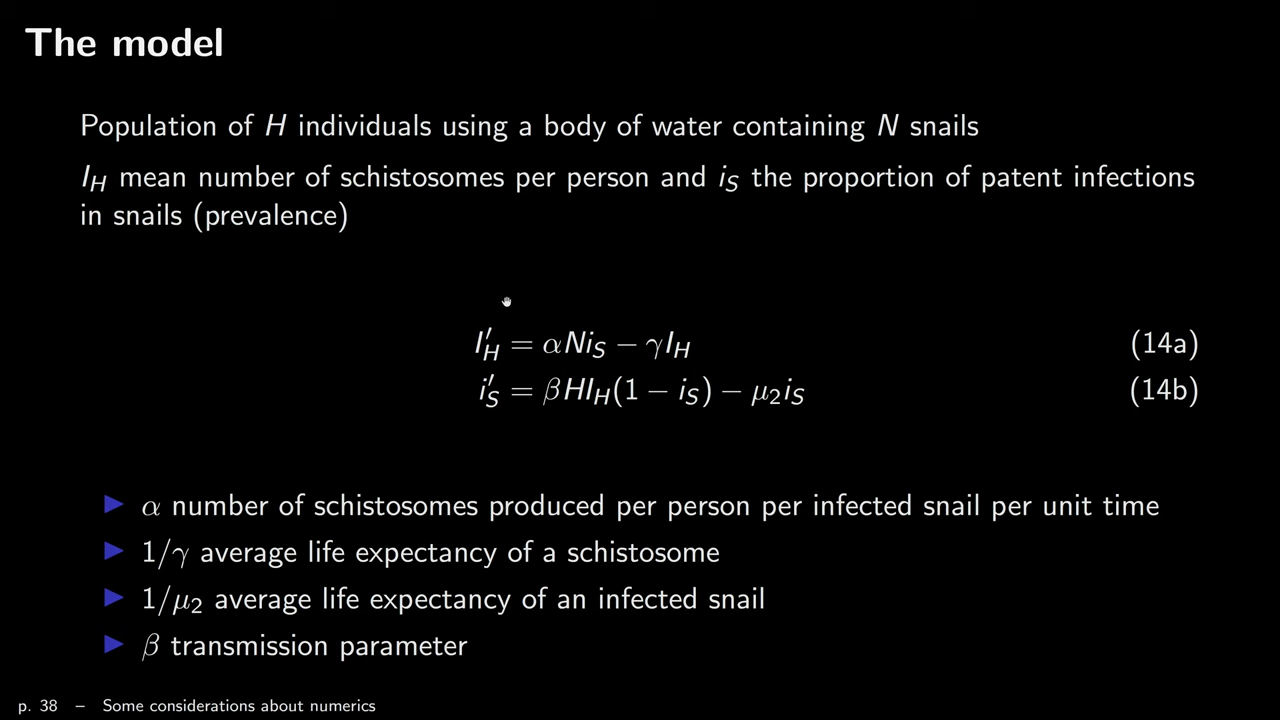 The model
Population of H individuals using a body of water containing N snails
I_H mean number of schistosomes per person and i_S the proportion of patent infections
in snails (prevalence)
I′_H = αNi_S − γI_H (14a)
i′_S = βHI_H(1 − i_S) − μ₂i_S (14b)
▶ α number of schistosomes produced per person per infected snail per unit time
▶ 1/γ average life expectancy of a schistosome
▶ 1/μ₂ average life expectancy of an infected snail
▶ β transmission parameter
p. 38 – Some considerations about numerics